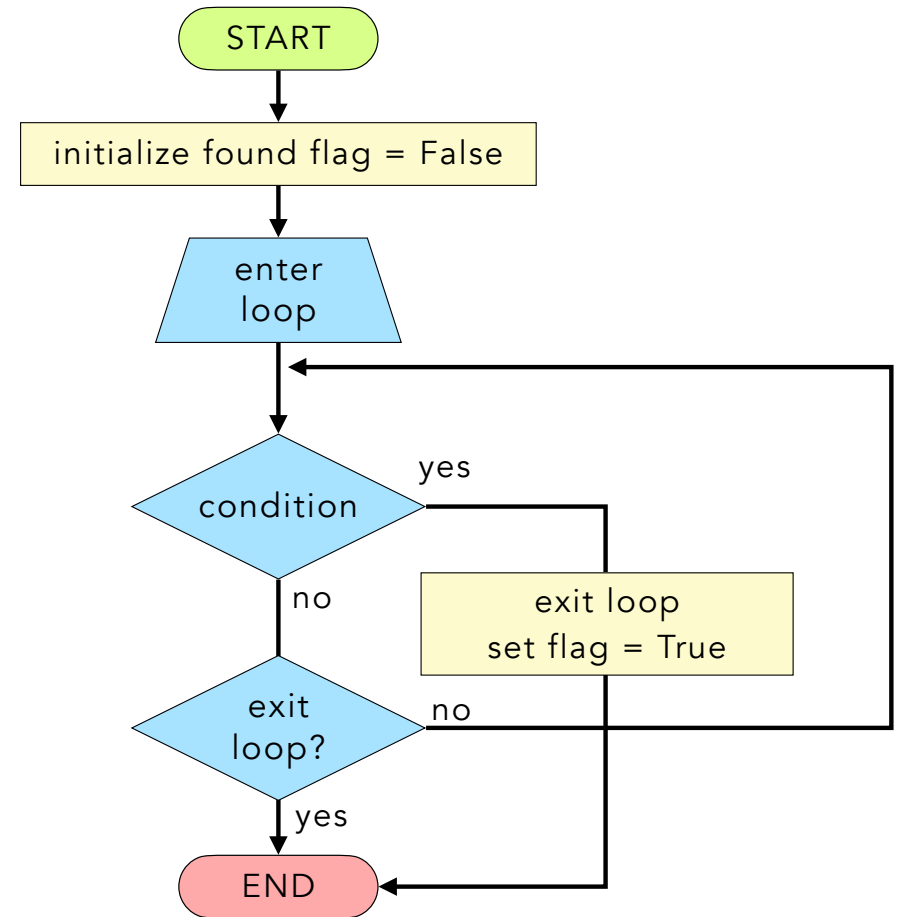 START
initialize found flag = False
enter
loop
condition
yes
no
exit loop
set flag = True
exit
loop?
no
yes
END